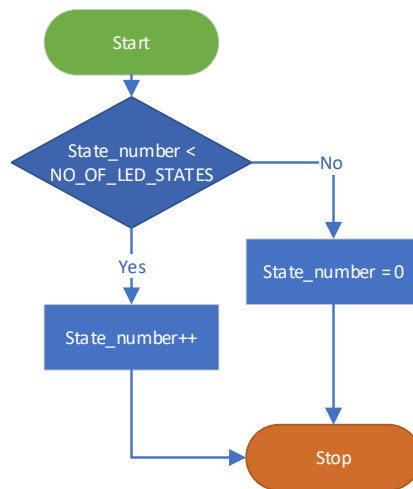 Start
State_number <
NO_OF_LED_STATES
No
Yes
State_number = 0
State_number++
Stop